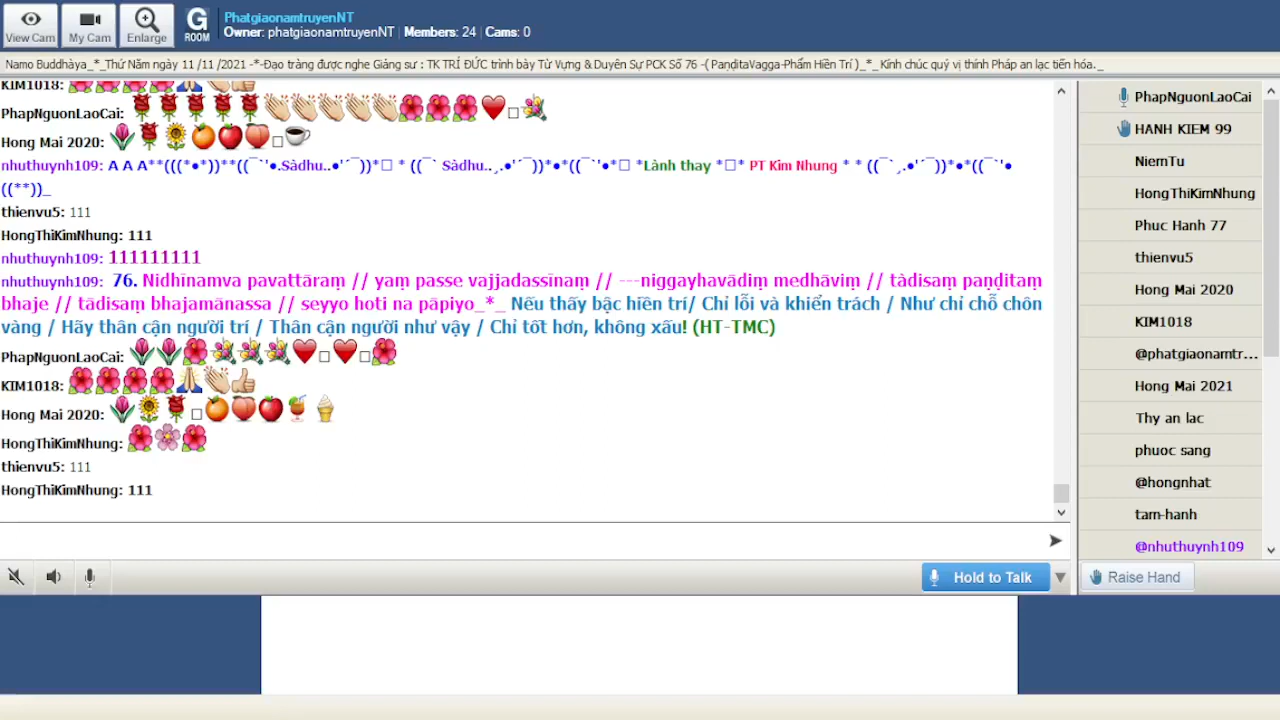 View Cam
My Cam
Enlarge
G
ROOM
PhatgiaonamtruyenNT
Owner: phatgiaonamtruyenNT | Members: 24 | Cams: 0
Namo Buddhàya_*_Thứ Năm ngày 11 /11 /2021 -*-Đạo tràng được nghe Giảng sư : TK TRÍ ĐỨC trình bày Từ Vựng & Duyên Sự PCK Số 76 -( PaṇḍitaVagga-Phẩm Hiền Trí )_*_ Kính chúc quý vị thính Pháp an lạc tiến hóa._
KIM1018:
PhapNguonLaoCai:
Hong Mai 2020:
nhuthuynh109: A A A**(((*•*))**((¯`'•.Sàdhu..•'´¯))*□ * ((¯` Sàdhu..¸.•'´¯))*•*((¯`'•*□ *Lành thay *□* PT Kim Nhung * * ((¯`¸.•'´¯))*•*((¯`'•
((**))_
thienvu5: 111
HongThiKimNhung: 111
nhuthuynh109: 111111111
nhuthuynh109: 76. Nidhīnamva pavattāraṃ // yaṃ passe vajjadassīnaṃ // ---niggayhavādiṃ medhāviṃ // tàdisaṃ paṇḍitaṃ
bhaje // tādisaṃ bhajamānassa // seyyo hoti na pāpiyo_*_ Nếu thấy bậc hiền trí/ Chỉ lỗi và khiển trách / Như chỉ chỗ chôn
vàng / Hãy thân cận người trí / Thân cận người như vậy / Chỉ tốt hơn, không xấu! (HT-TMC)
PhapNguonLaoCai:
KIM1018:
Hong Mai 2020:
HongThiKimNhung:
thienvu5: 111
HongThiKimNhung: 111
Hold to Talk
PhapNguonLaoCai
HANH KIEM 99
NiemTu
HongThiKimNhung
Phuc Hanh 77
thienvu5
Hong Mai 2020
KIM1018
@phatgiaonamtr...
Hong Mai 2021
Thy an lac
phuoc sang
@hongnhat
tam-hanh
@nhuthuynh109
Raise Hand